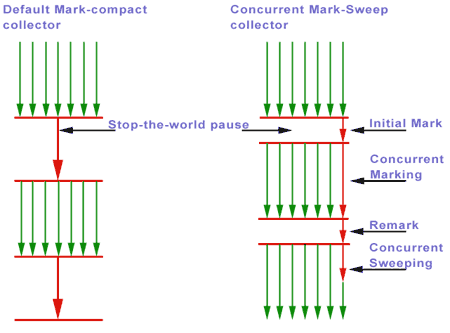 Default Mark-compact
collector
Concurrent Mark-Sweep
collector
Stop-the-world pause
Initial Mark
Concurrent
Marking
Remark
Concurrent
Sweeping